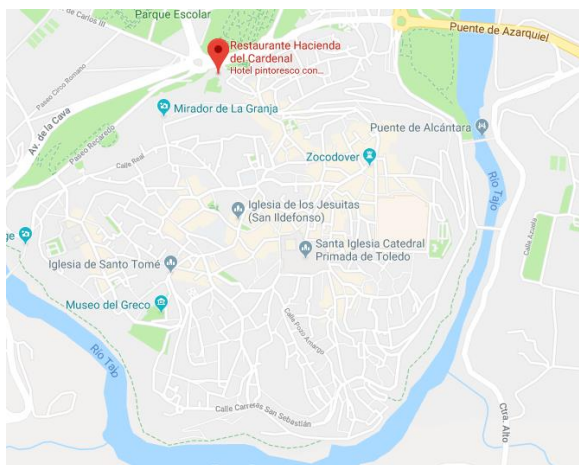 Parque Escolar
de Carlos III
Puente de Azarquiel
Restaurante Hacienda
del Cardenal
Hotel pintoresco con...
Paseo Circo Romano
Av. de la Cava
Paseo Recaredo
Mirador de La Granja
Puente de Alcántara
Calle Real
Zocodover
Río Tajo
Iglesia de los Jesuitas
(San Ildefonso)
Calle Azuela
ge
Santa Iglesia Catedral
Primada de Toledo
Iglesia de Santo Tomé
Museo del Greco
Calle Pozo Amargo
Río Tajo
Calle Carreras San Sebastián
Ctra. Alto